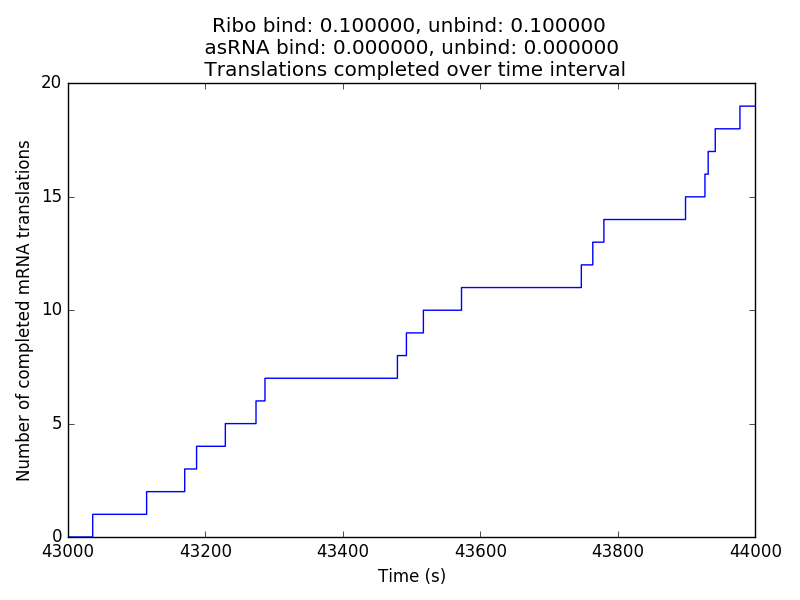 Ribo bind: 0.100000, unbind: 0.100000
asRNA bind: 0.000000, unbind: 0.000000
Translations completed over time interval
20
15
10
5
0
Number of completed mRNA translations
43000 43200 43400 43600 43800 44000
Time (s)